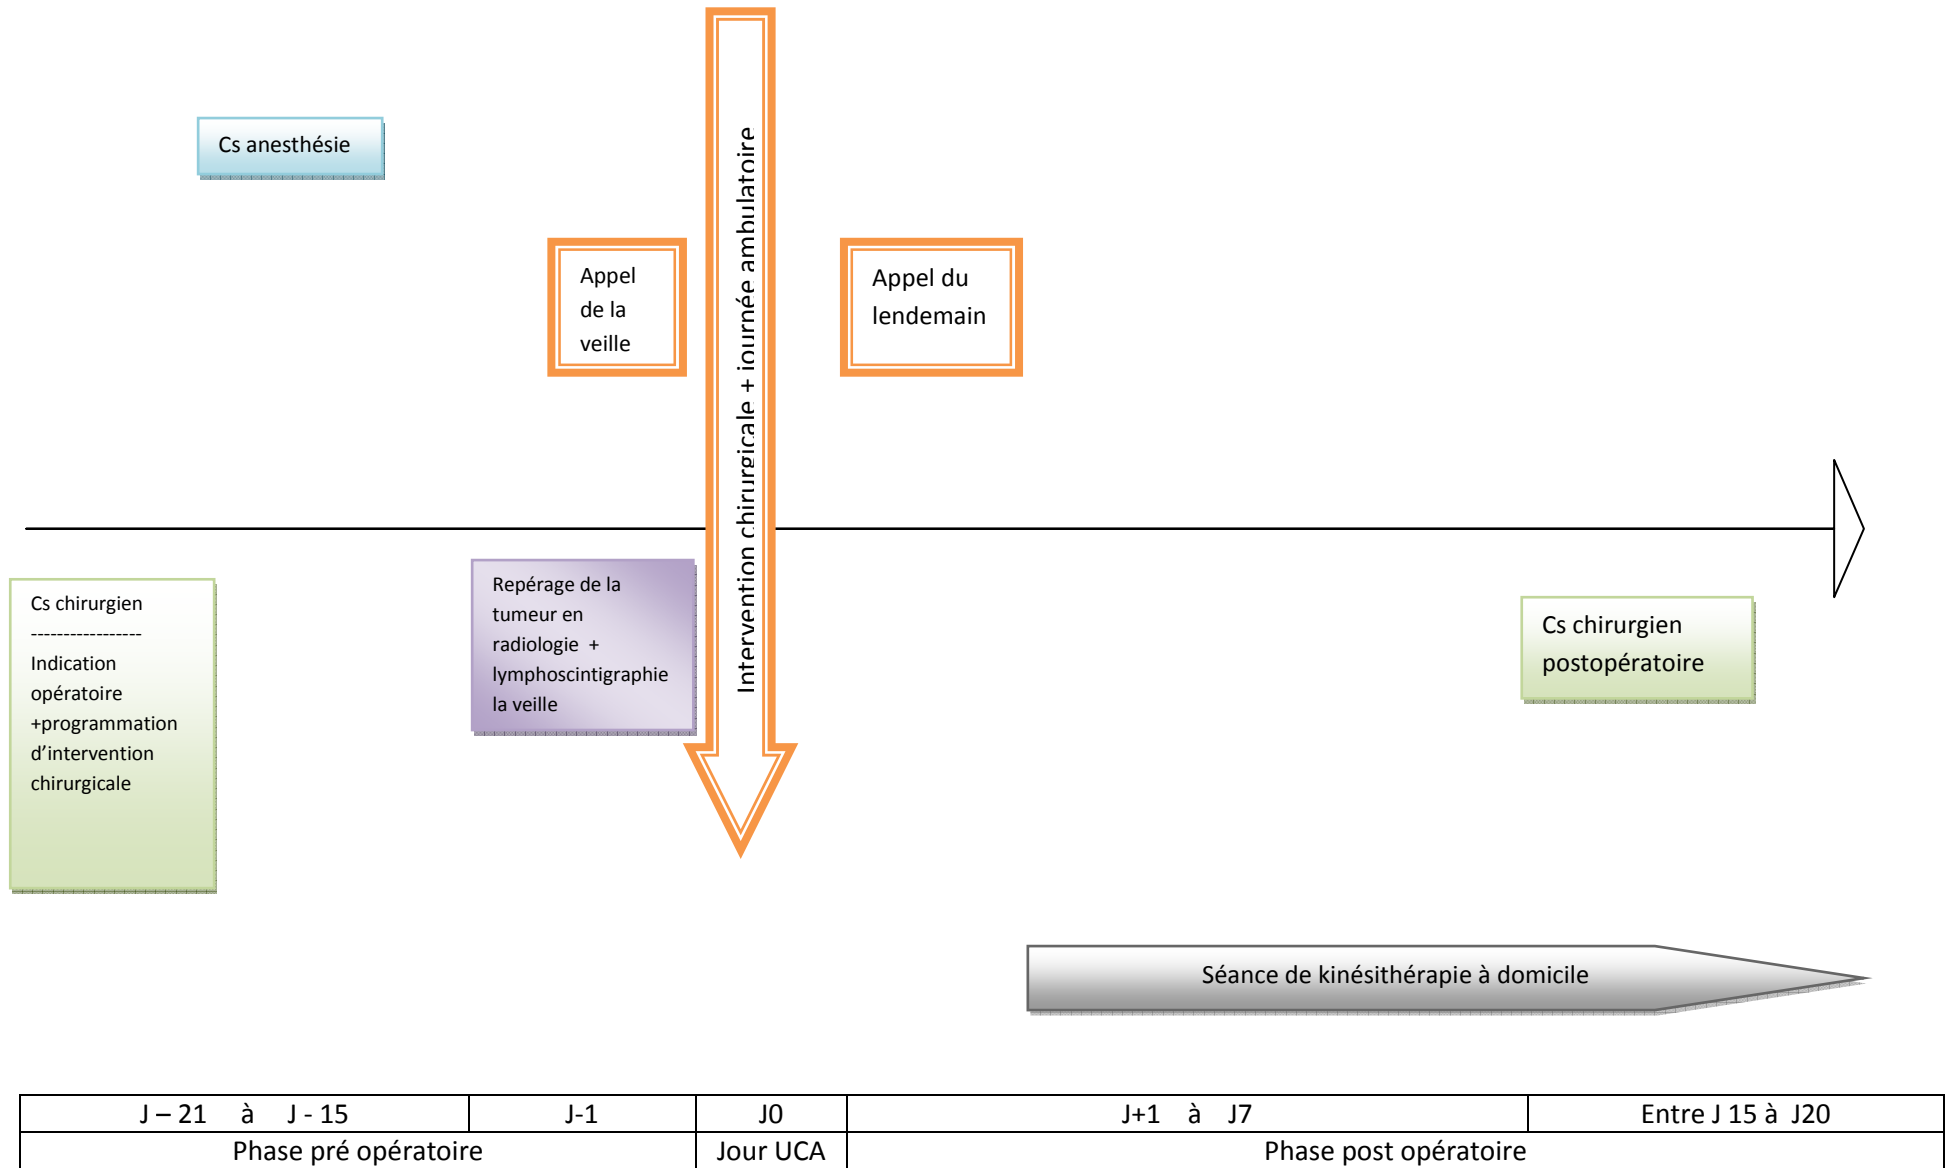 Cs anesthésie
Appel
de la
veille
Intervention chirurgicale + journée ambulatoire
Appel du
lendemain
Cs chirurgien
-----------------
Indication
opératoire
+programmation
d’intervention
chirurgicale
Repérage de la
tumeur en
radiologie +
lymphoscintigraphie
la veille
Cs chirurgien
postopératoire
Séance de kinésithérapie à domicile
J – 21 à J - 15 J-1 J0 J+1 à J7 Entre J 15 à J20
Phase pré opératoire Jour UCA Phase post opératoire